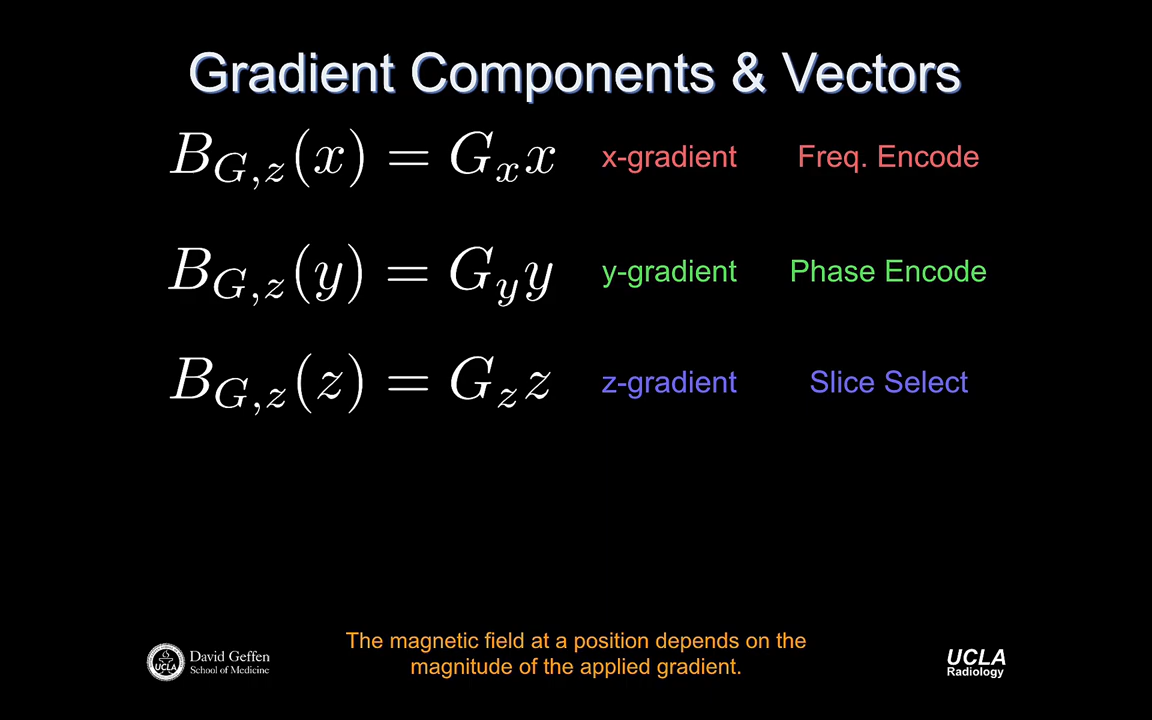 Gradient Components & Vectors
B_{G,z}(x) = G_x x x-gradient Freq. Encode
B_{G,z}(y) = G_y y y-gradient Phase Encode
B_{G,z}(z) = G_z z z-gradient Slice Select
The magnetic field at a position depends on the
magnitude of the applied gradient.
UCLA
David Geffen
School of Medicine
UCLA
Radiology